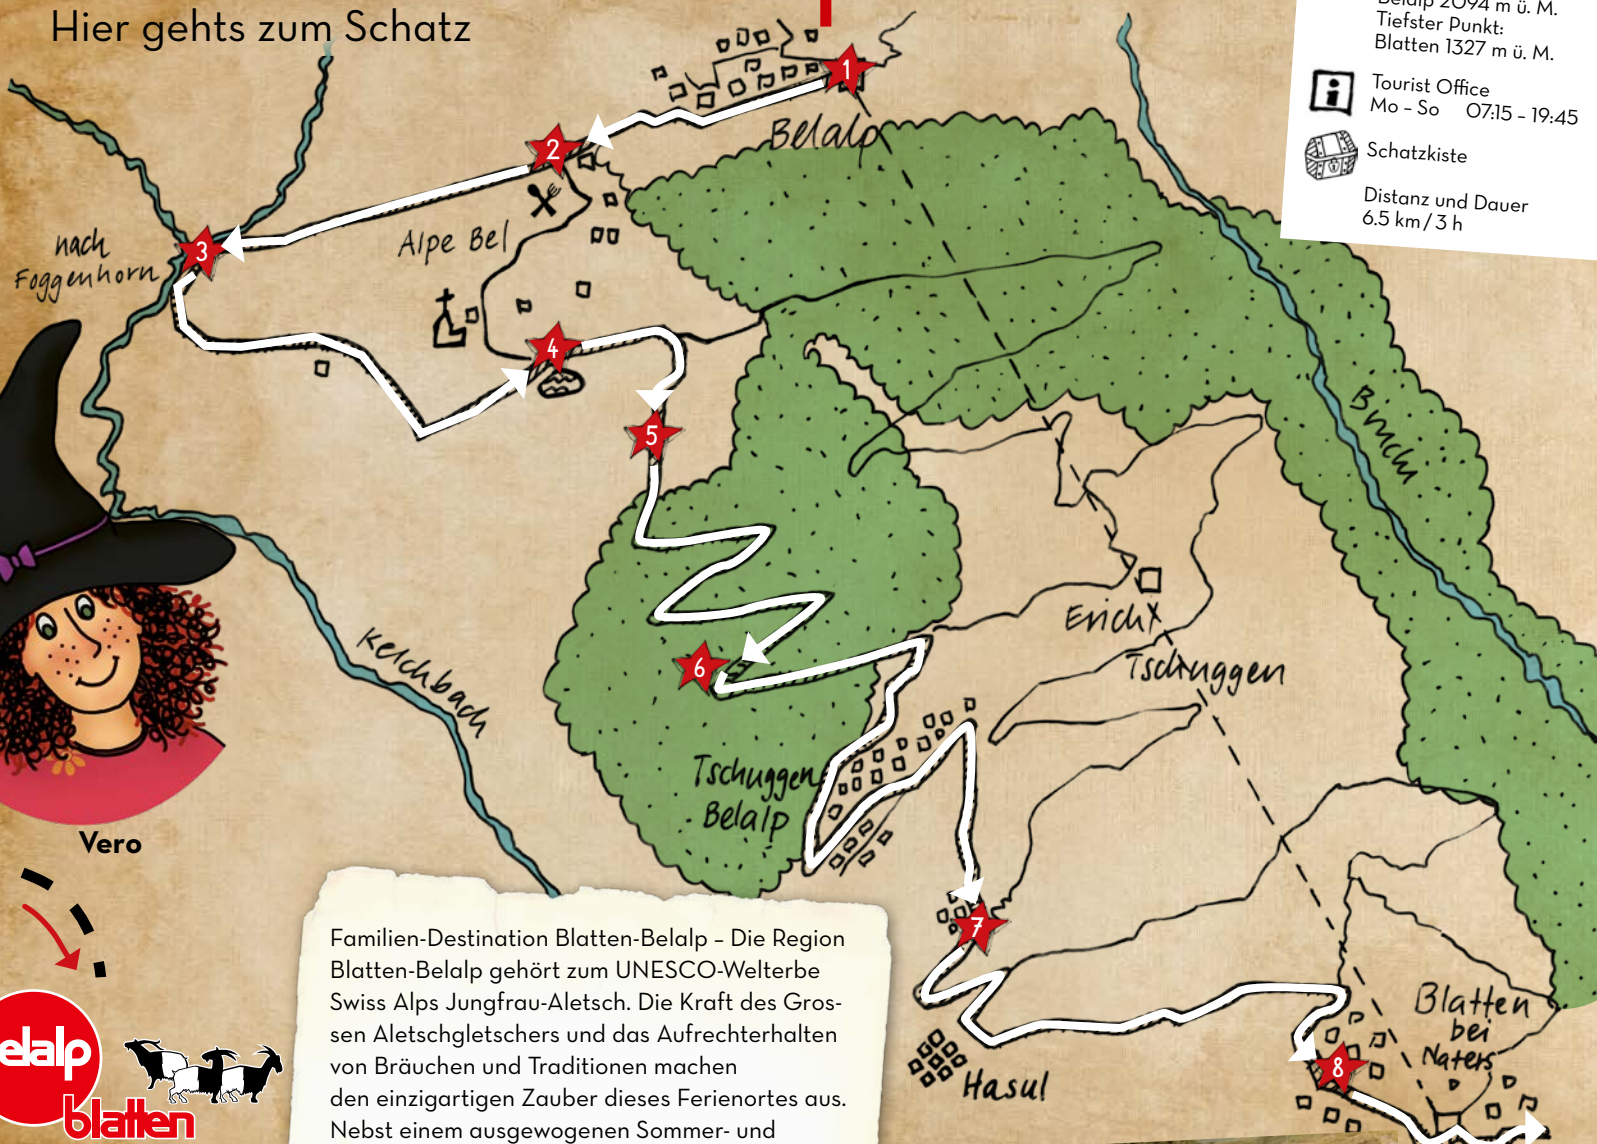 Hier gehts zum Schatz
Belalp 2094 m ü. M.
Tiefster Punkt:
Blatten 1327 m ü. M.
Tourist Office
Mo – So 07:15 – 19:45
Schatzkiste
Distanz und Dauer
6.5 km / 3 h
1
Belalp
2
3
nach
Foggenhorn
Alpe Bel
4
5
Bruchi
Erich
Tschuggen
6
Kelchbach
Tschuggen
Belalp
Vero
7
Hasul
Blatten
bei
Naters
8
elalp
blatten
Familien-Destination Blatten-Belalp – Die Region
Blatten-Belalp gehört zum UNESCO-Welterbe
Swiss Alps Jungfrau-Aletsch. Die Kraft des Gros-
sen Aletschgletschers und das Aufrechterhalten
von Bräuchen und Traditionen machen
den einzigartigen Zauber dieses Ferienortes aus.
Nebst einem ausgewogenen Sommer- und